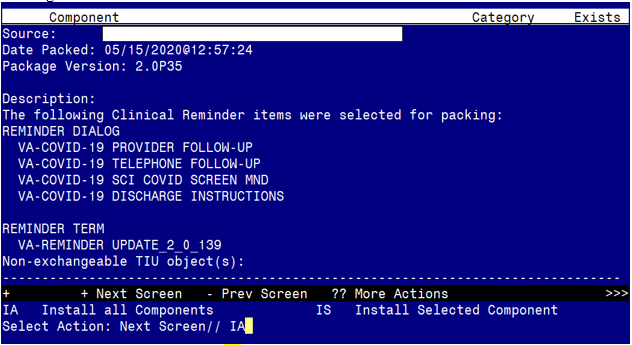 Component Category Exists
Source:
Date Packed: 05/15/2020@12:57:24
Package Version: 2.0P35
Description:
The following Clinical Reminder items were selected for packing:
REMINDER DIALOG
VA-COVID-19 PROVIDER FOLLOW-UP
VA-COVID-19 TELEPHONE FOLLOW-UP
VA-COVID-19 SCI COVID SCREEN MND
VA-COVID-19 DISCHARGE INSTRUCTIONS
REMINDER TERM
VA-REMINDER UPDATE_2_0_139
Non-exchangeable TIU object(s):
--------------------------------------------------------------------------------
+ + Next Screen - Prev Screen ?? More Actions >>>
IA Install all Components IS Install Selected Component
Select Action: Next Screen// IA